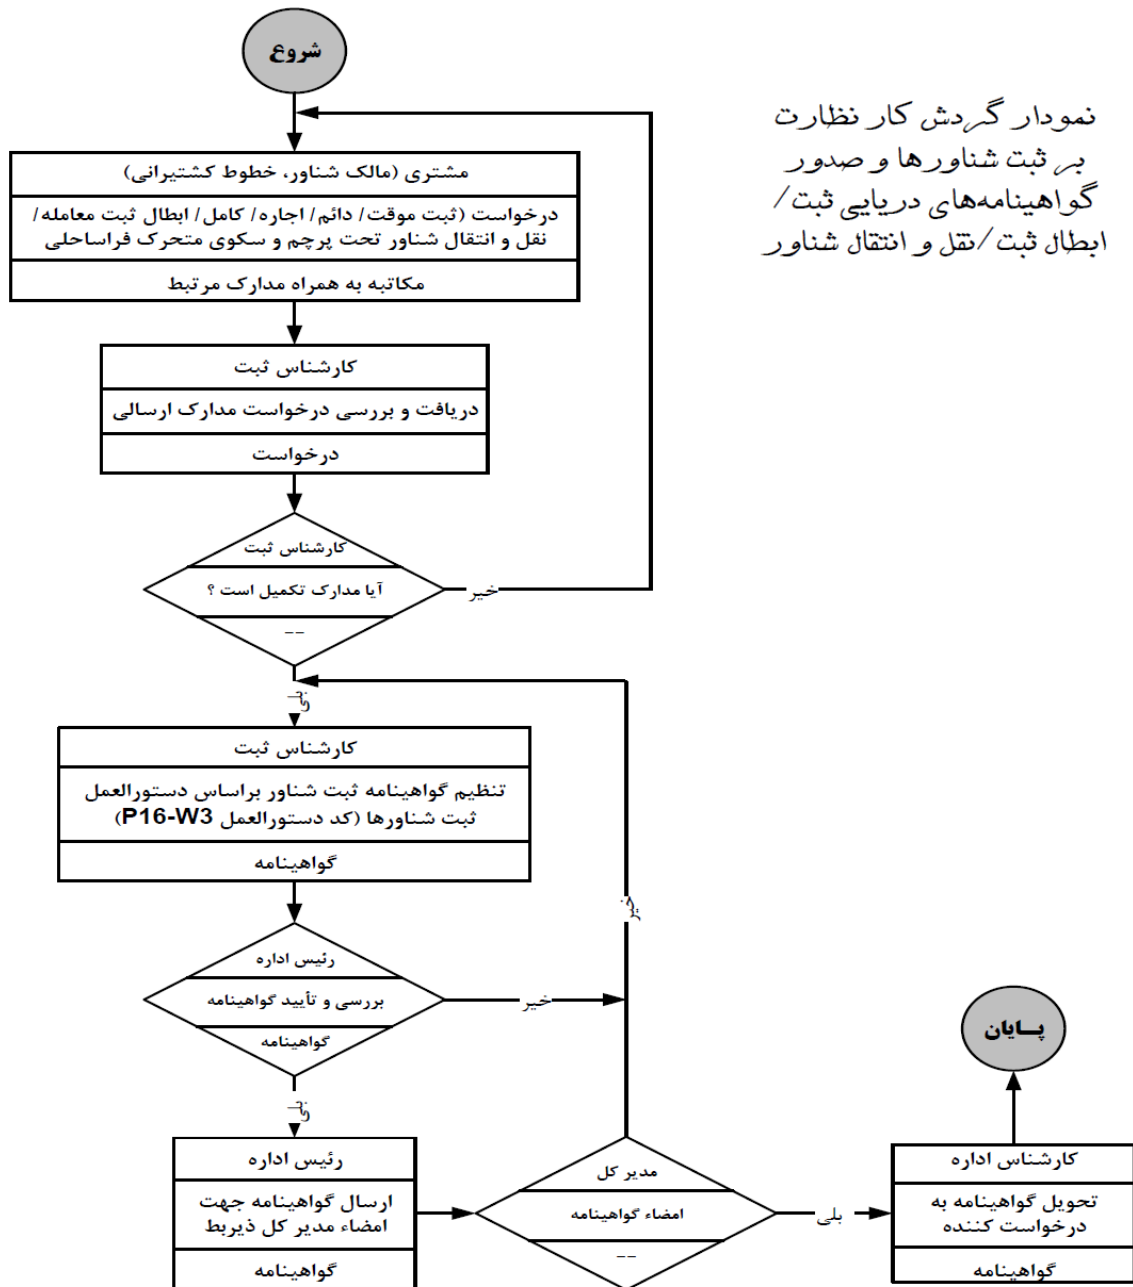 شروع
نمودار گردش کار نظارت
بر ثبت شناورها و صدور
گواهینامه‌های دریایی ثبت/
ابطال ثبت/نقل و انتقال شناور
مشتری (مالک شناور، خطوط کشتیرانی)
درخواست (ثبت موقت/ دائم/ اجاره/ کامل/ ابطال ثبت معامله/
نقل و انتقال شناور تحت پرچم و سکوی متحرک فراساحلی
مکاتبه به همراه مدارک مرتبط
کارشناس ثبت
دریافت و بررسی درخواست مدارک ارسالی
درخواست
کارشناس ثبت
آیا مدارک تکمیل است ؟
--
خیر
بلی
کارشناس ثبت
تنظیم گواهینامه ثبت شناور براساس دستورالعمل
ثبت شناورها (کد دستورالعمل P16-W3)
گواهینامه
خیر
رئیس اداره
بررسی و تأیید گواهینامه
گواهینامه
خیر
بلی
رئیس اداره
ارسال گواهینامه جهت
امضاء مدیر کل ذیربط
گواهینامه
مدیر کل
امضاء گواهینامه
--
بلی
کارشناس اداره
تحویل گواهینامه به
درخواست کننده
گواهینامه
پــایان